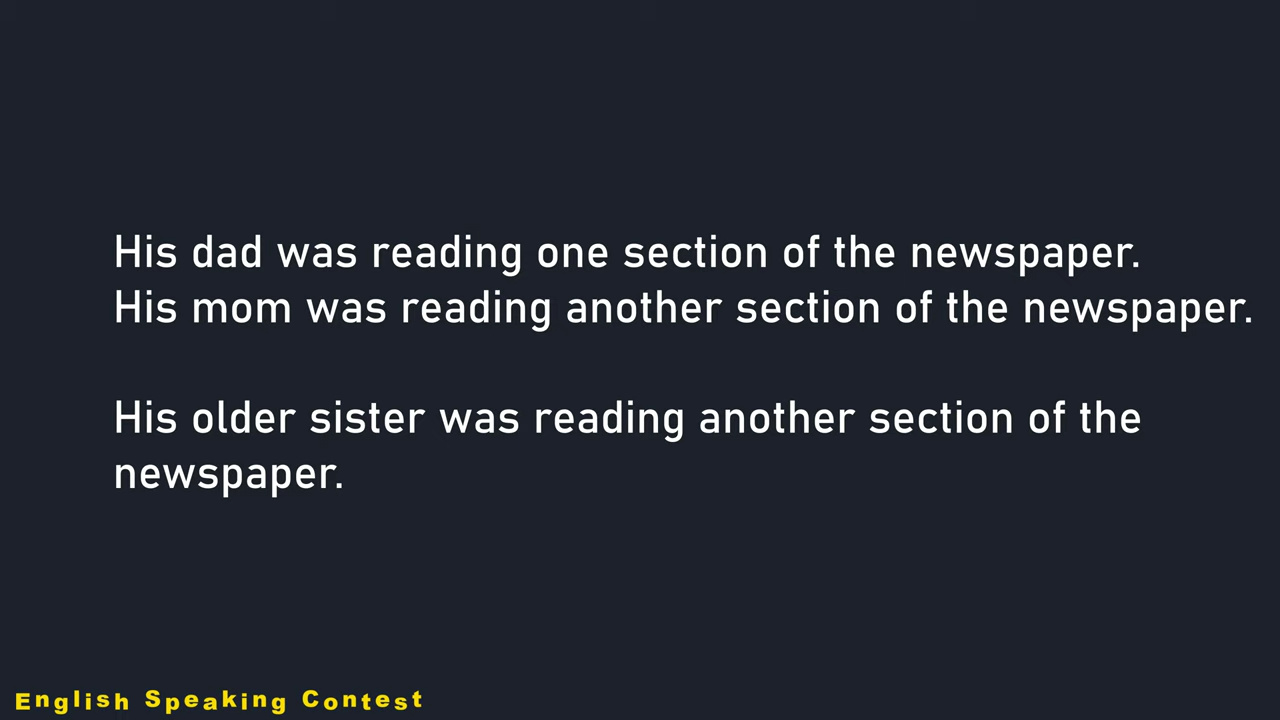 His dad was reading one section of the newspaper.
His mom was reading another section of the newspaper.
His older sister was reading another section of the
newspaper.
English Speaking Contest